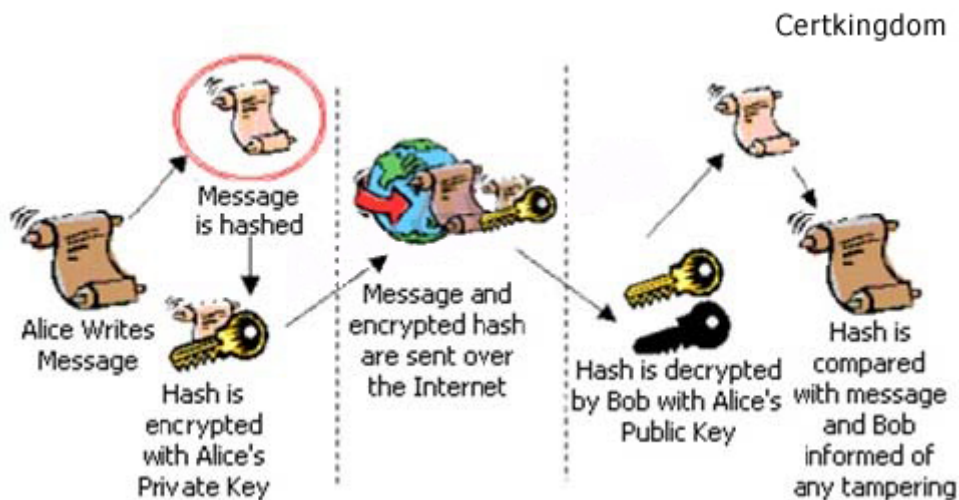 Certkingdom
Message
is hashed
Alice Writes
Message
Hash is
encrypted
with Alice's
Private Key
Message and
encrypted hash
are sent over
the Internet
Hash is decrypted
by Bob with Alice's
Public Key
Hash is
compared
with message
and Bob
informed of
any tampering